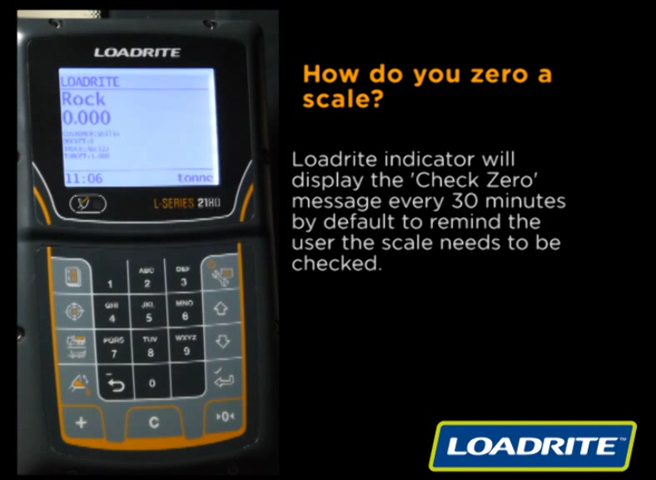 LOADRITE
LOADRITE
Rock
0.000
11:06 tonne
L-SERIES 2180
1 ABC 2 DEF 3
GHI 4 JKL 5 MNO 6
PQRS 7 TUV 8 WXYZ 9
0
+ C >0<
How do you zero a
scale?
Loadrite indicator will
display the 'Check Zero'
message every 30 minutes
by default to remind the
user the scale needs to be
checked.
LOADRITE™